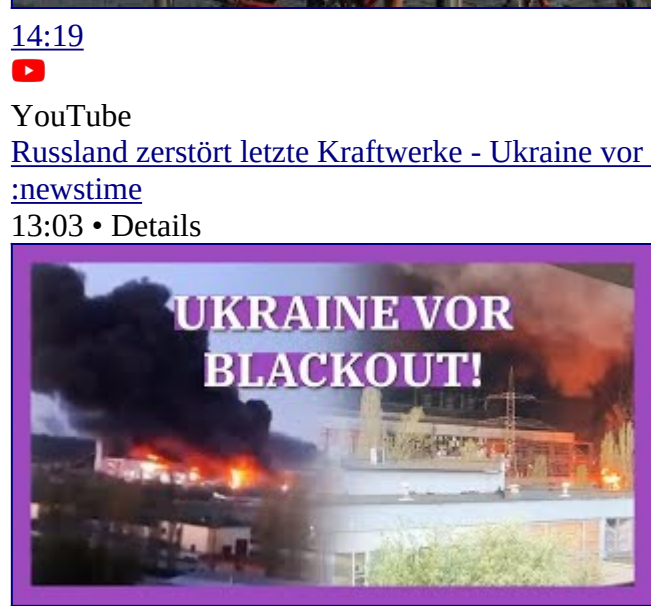 14:19
YouTube
Russland zerstört letzte Kraftwerke - Ukraine vor
:newstime
13:03 • Details
UKRAINE VOR
BLACKOUT!